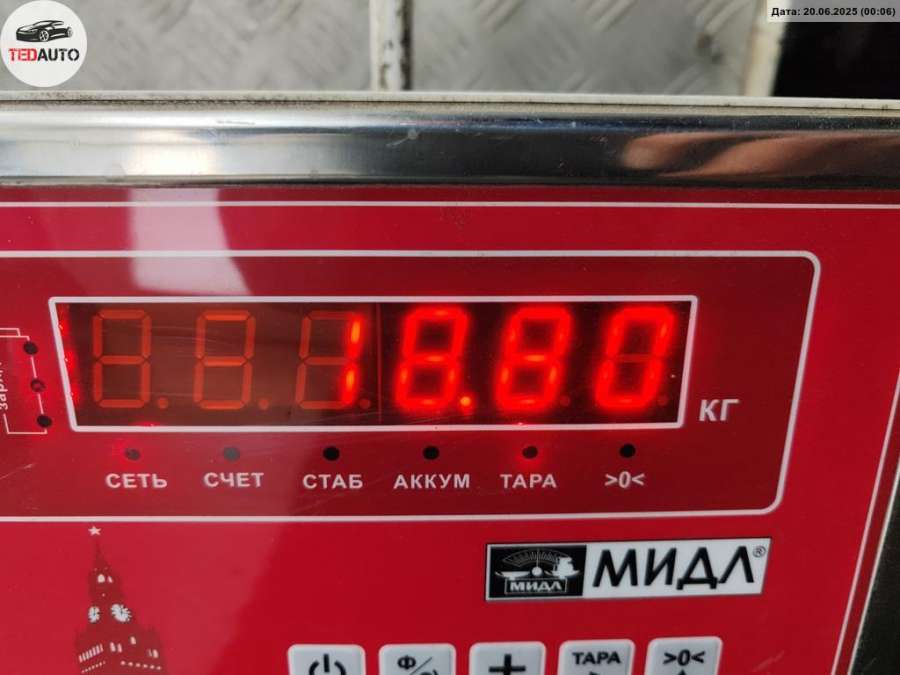 Дата: 20.06.2025 (00:06)
TEDAUTO
18.80
КГ
СЕТЬ СЧЕТ СТАБ АККУМ ТАРА >0<
МИДЛ МИДЛ®
ТАРА >0<